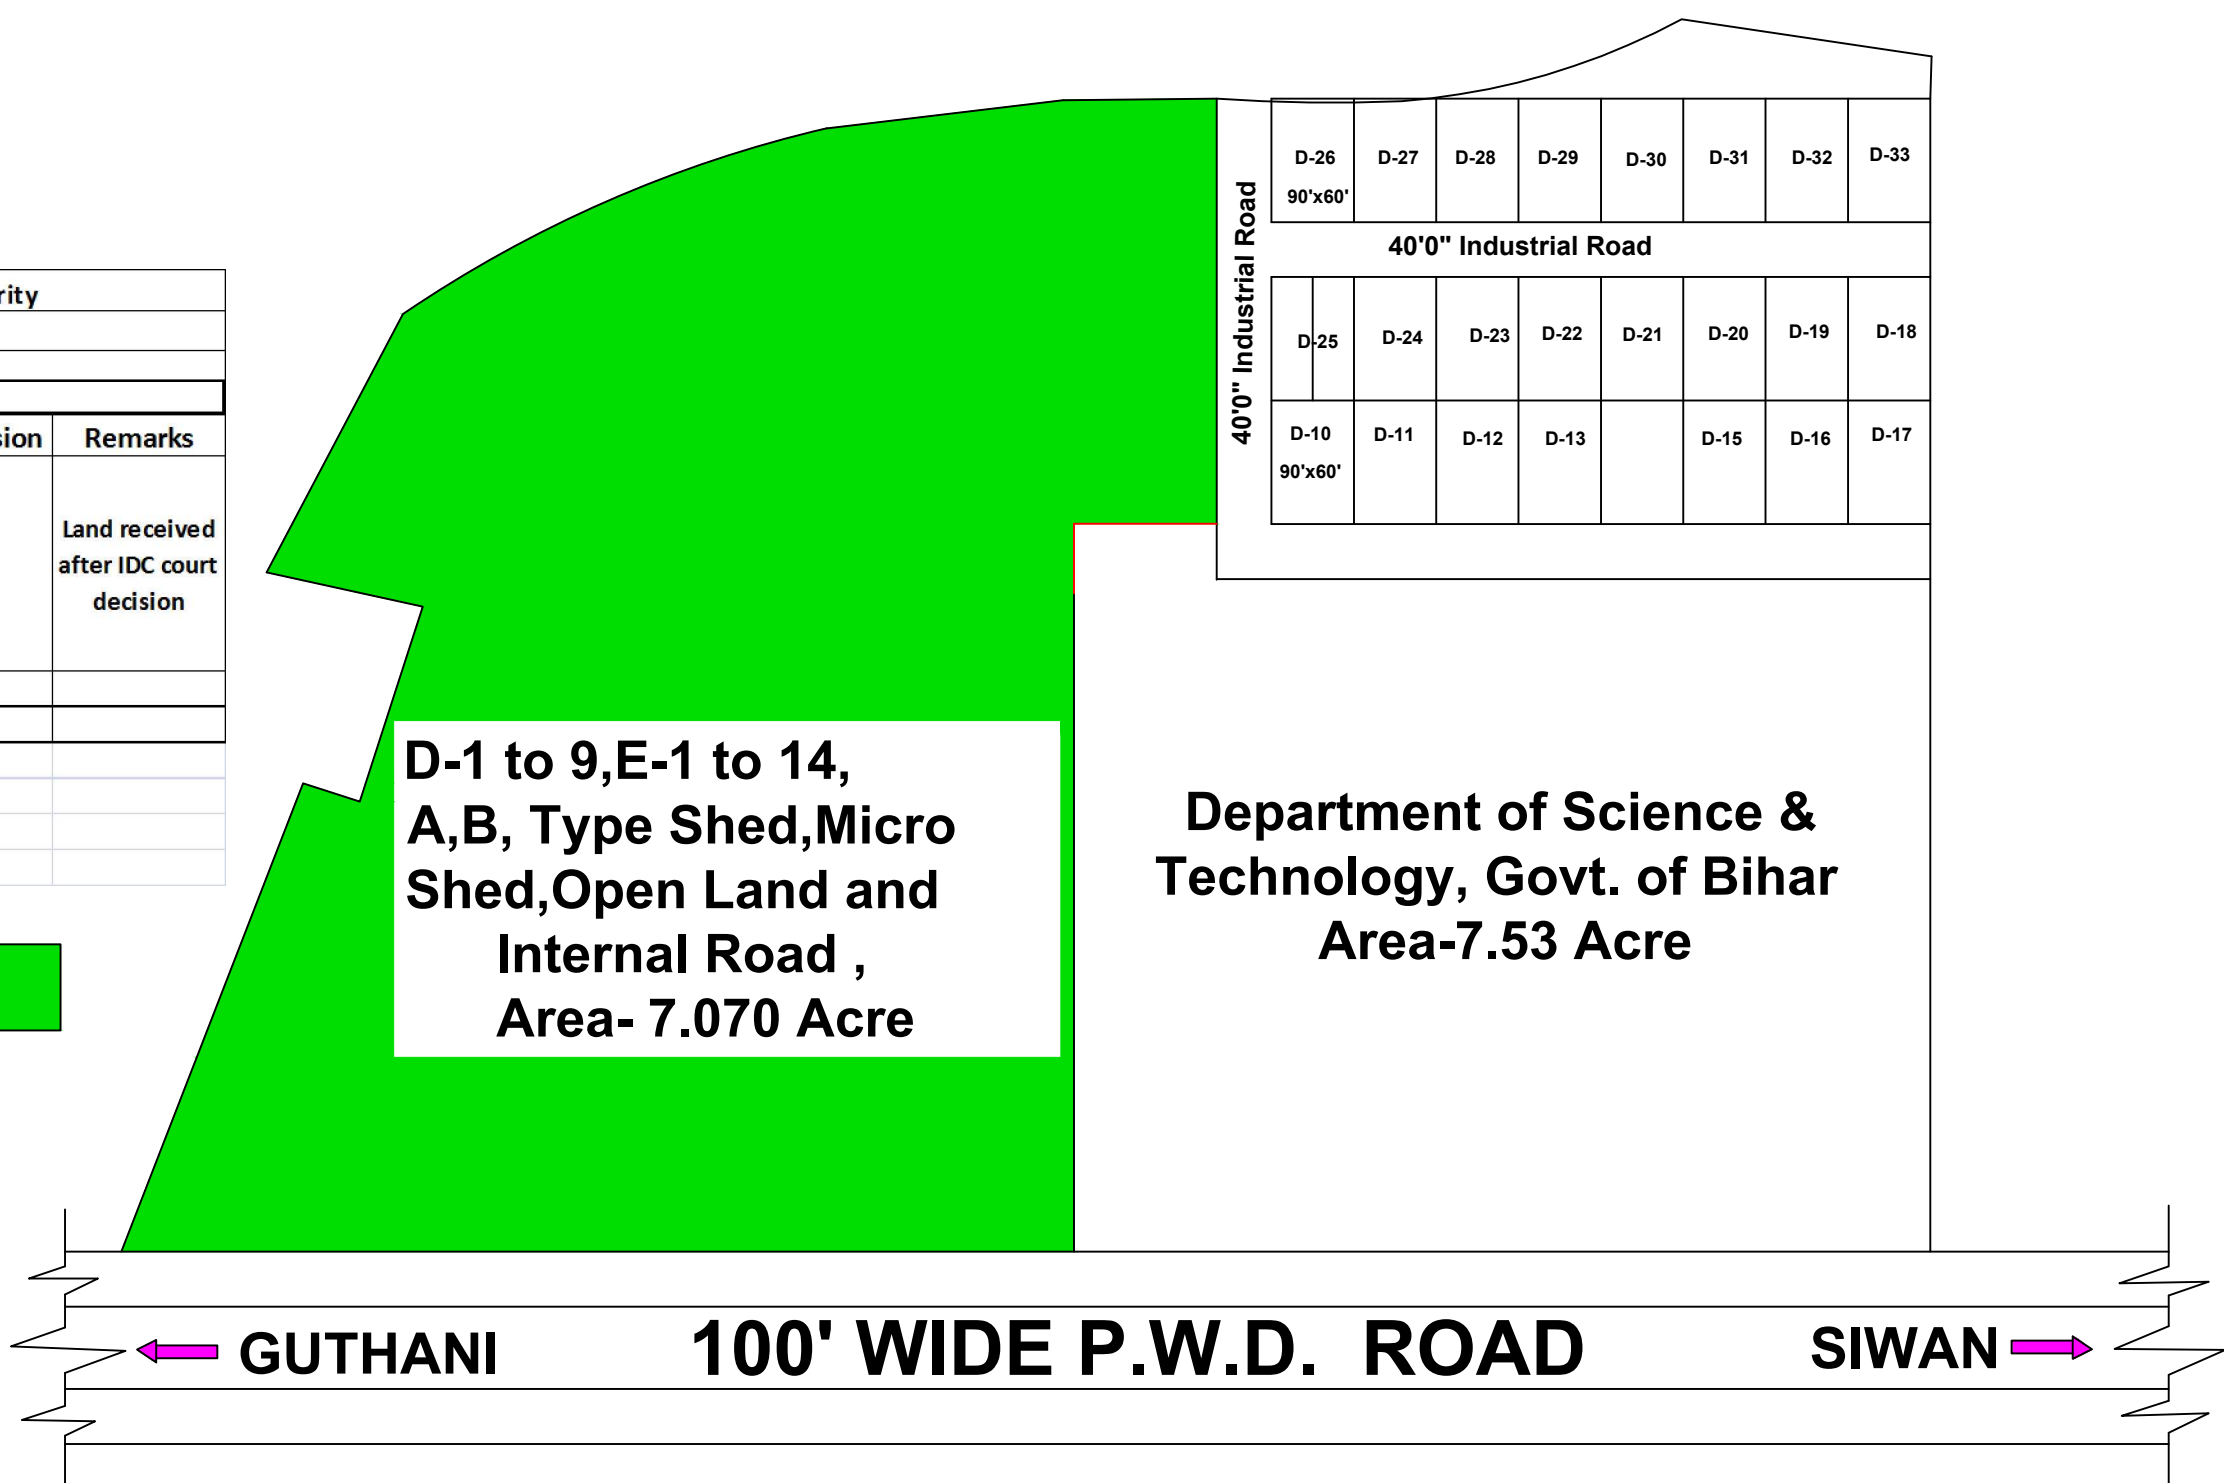 rity
sion Remarks
Land received
after IDC court
decision
D-26 D-27 D-28 D-29 D-30 D-31 D-32 D-33
90'x60'
40'0" Industrial Road
40'0" Industrial Road
D-25 D-24 D-23 D-22 D-21 D-20 D-19 D-18
D-10 D-11 D-12 D-13 D-15 D-16 D-17
90'x60'
D-1 to 9,E-1 to 14,
A,B, Type Shed,Micro
Shed,Open Land and
Internal Road ,
Area- 7.070 Acre
Department of Science &
Technology, Govt. of Bihar
Area-7.53 Acre
GUTHANI 100' WIDE P.W.D. ROAD SIWAN